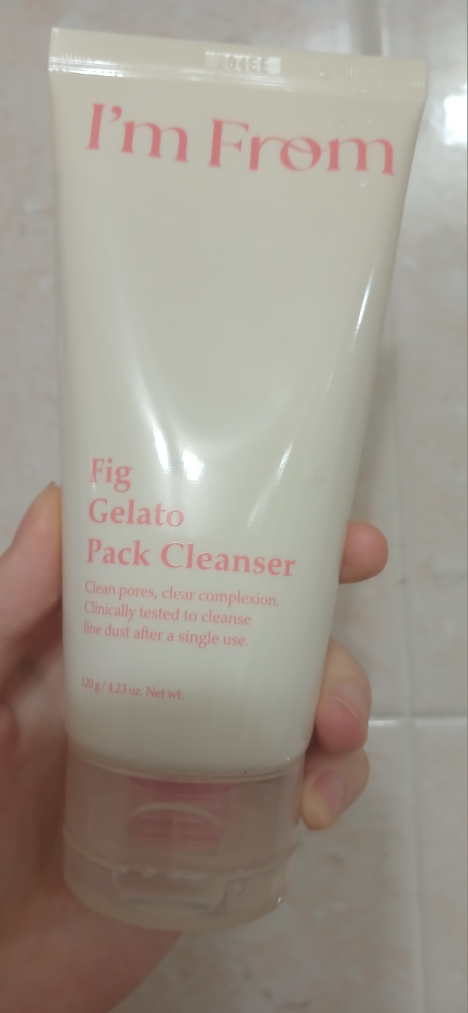 I'm From
Fig
Gelato
Pack Cleanser
Clean pores, clear complexion.
Clinically tested to cleanse
fine dust after a single use.
120 g / 4.23 oz. Net wt.